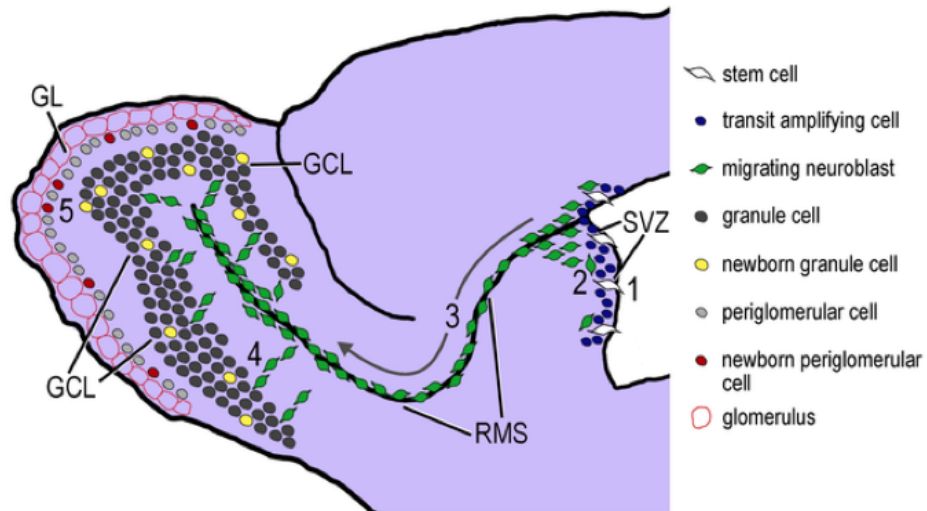 GL
GCL
5
SVZ
2
1
3
4
GCL
RMS
stem cell
transit amplifying cell
migrating neuroblast
granule cell
newborn granule cell
periglomerular cell
newborn periglomerular
cell
glomerulus